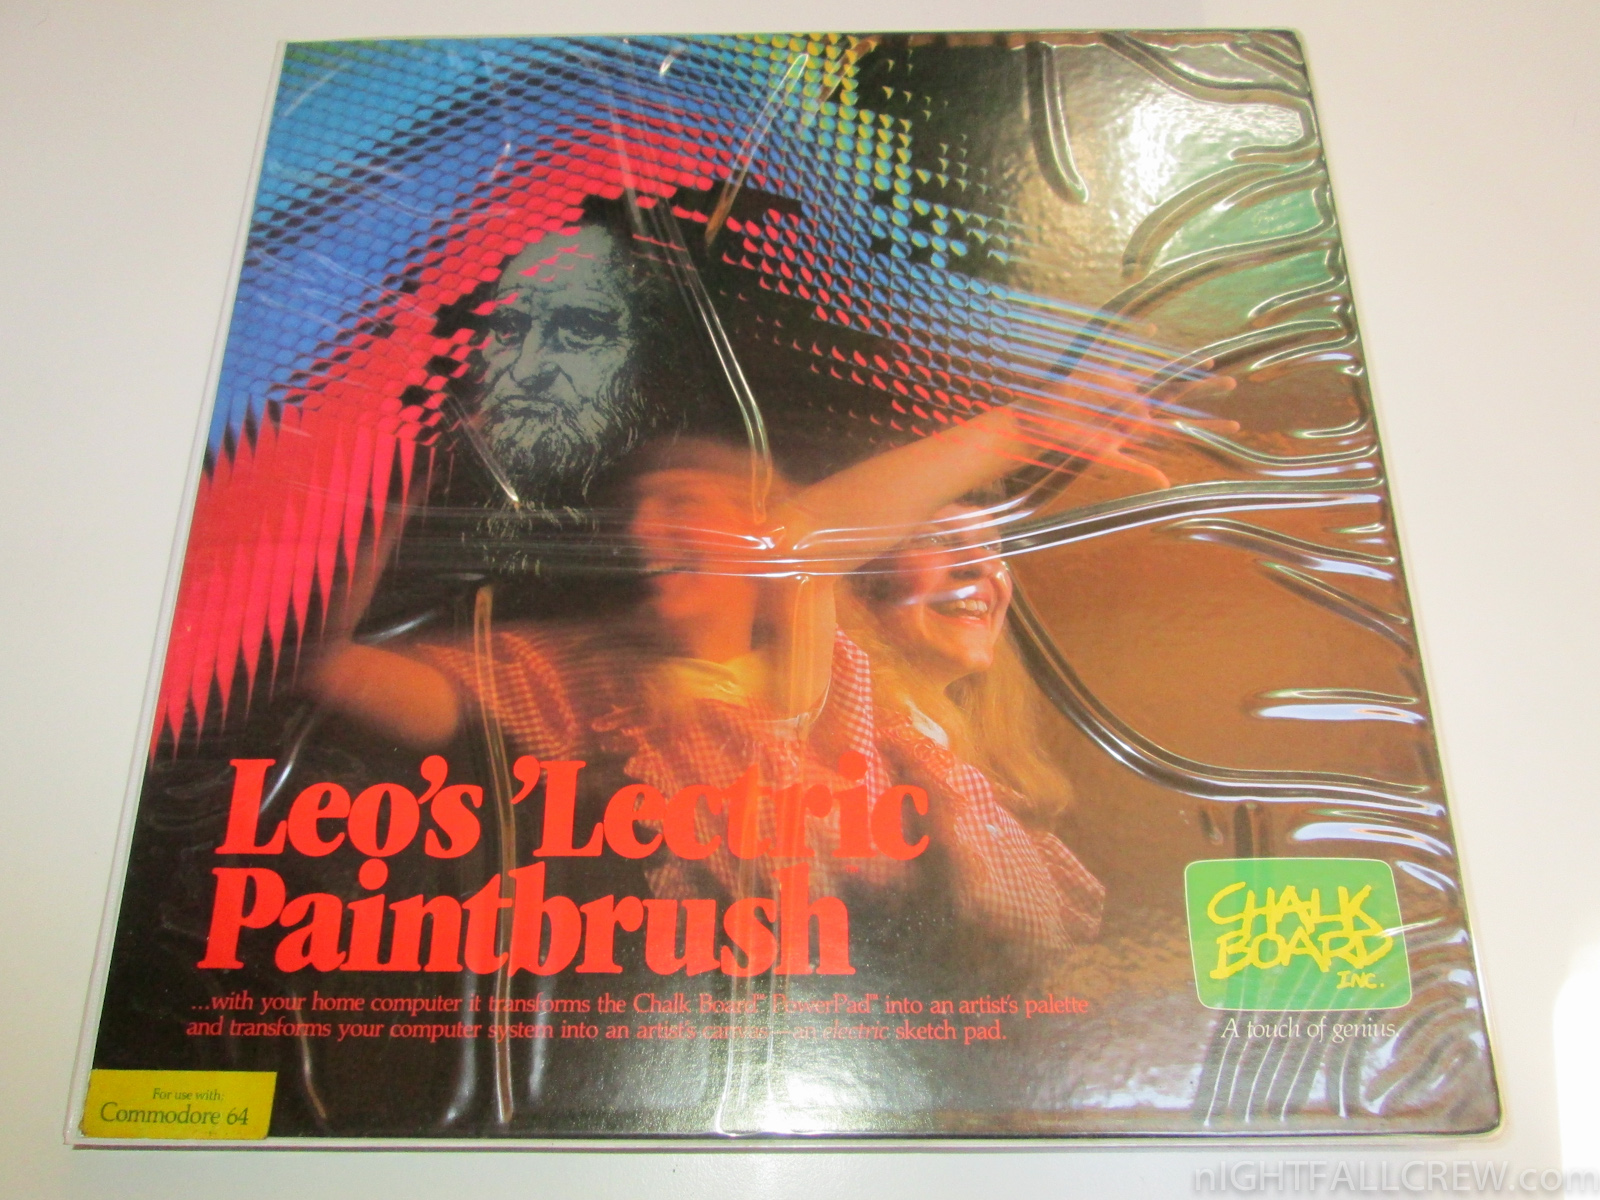 Leo's 'Lectric
Paintbrush
...with your home computer it transforms the Chalk Board™ PowerPad™ into an artist's palette
and transforms your computer system into an artist's canvas—an electric sketch pad.
CHALK
BOARD
INC.
A touch of genius.
For use with:
Commodore 64
nIGHTFALLCREW.com